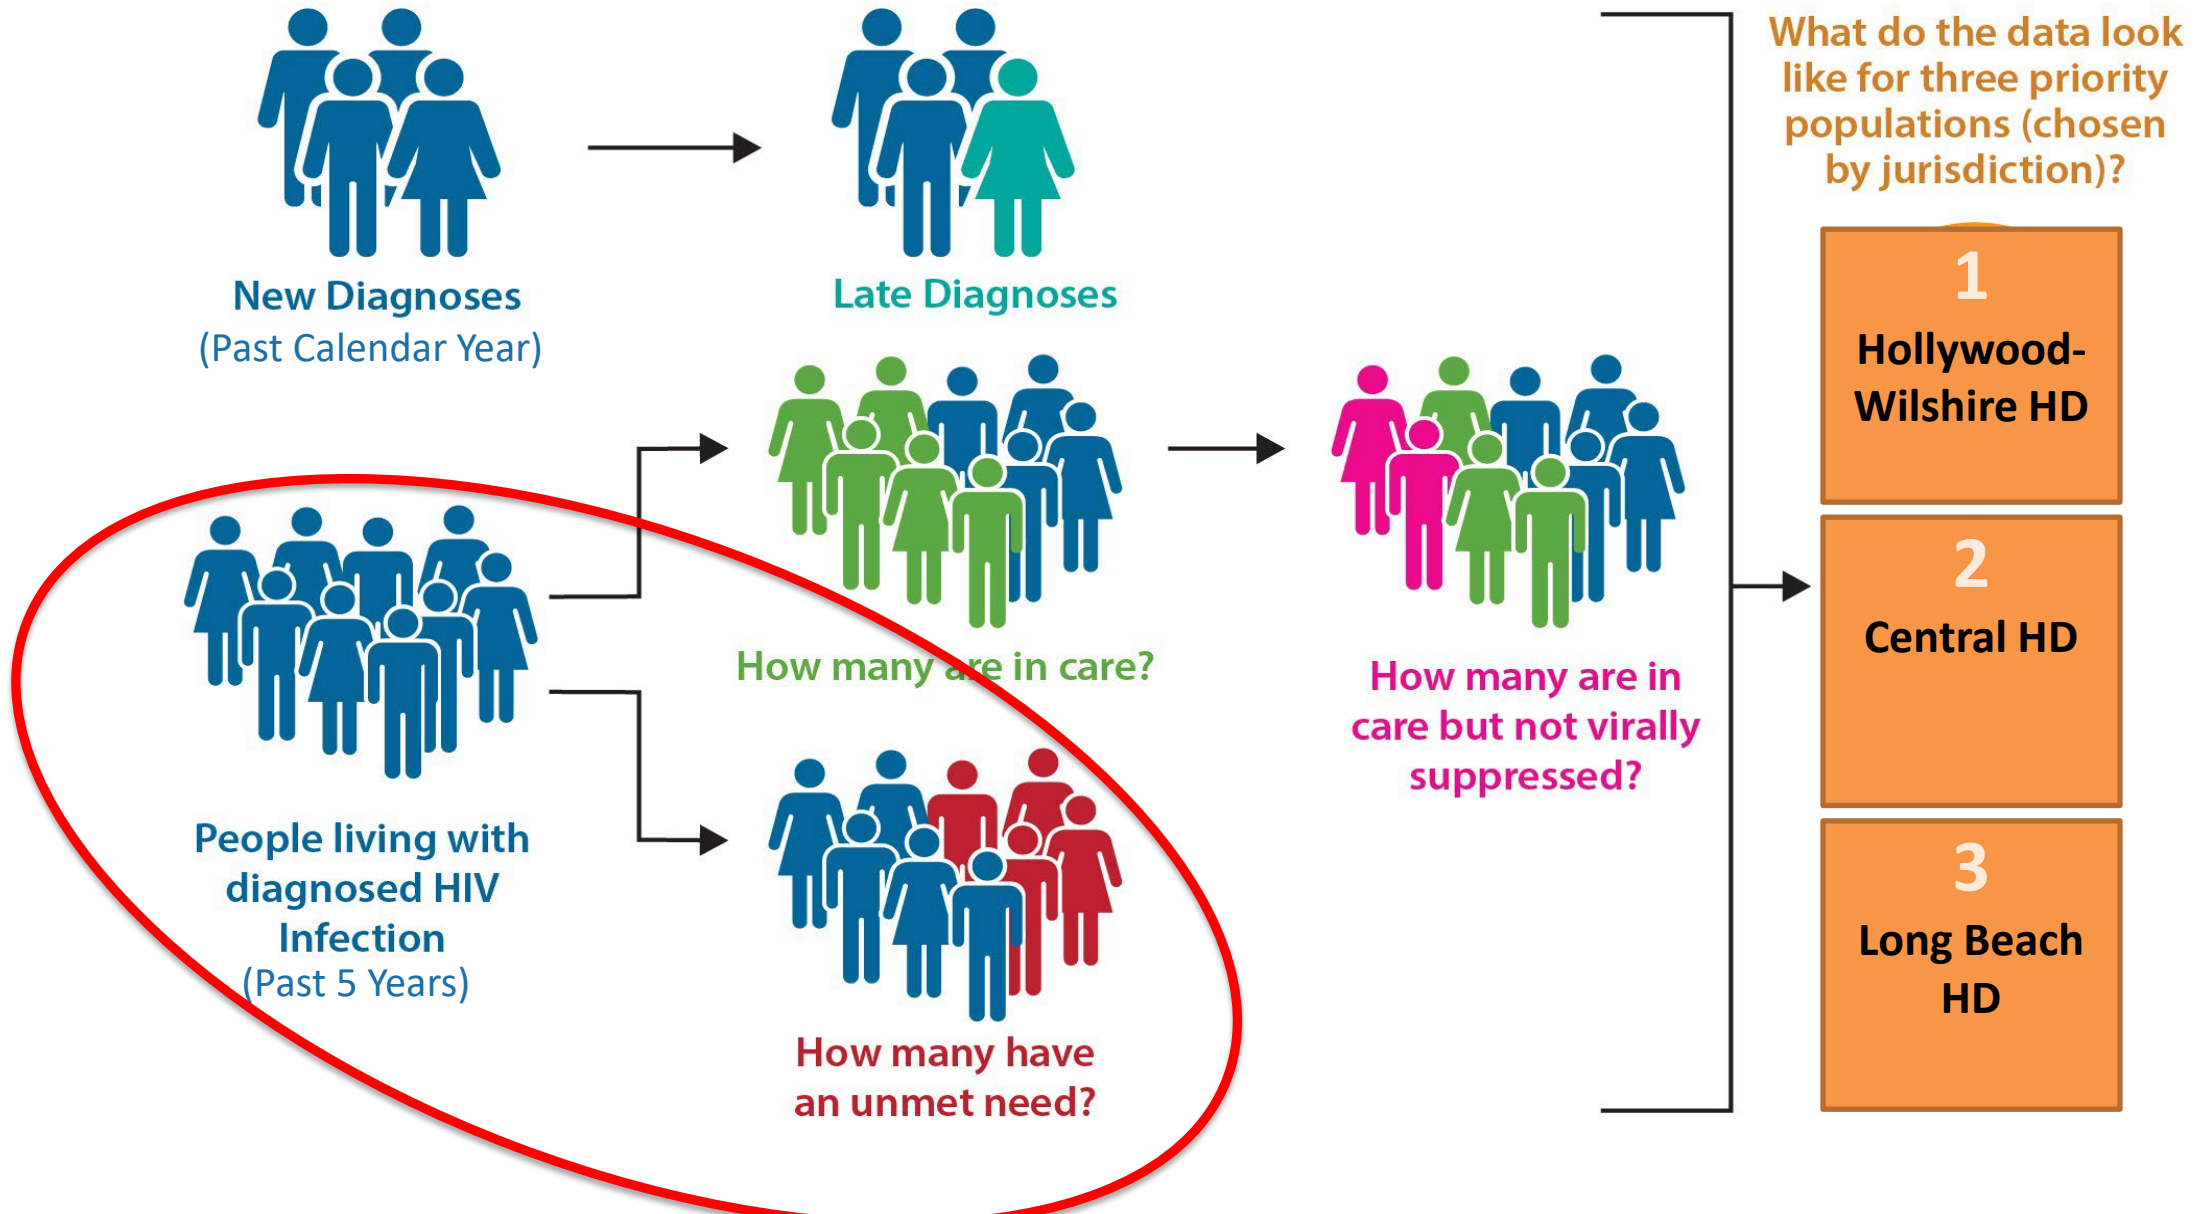 New Diagnoses
(Past Calendar Year)
Late Diagnoses
How many are in care?
People living with
diagnosed HIV
Infection
(Past 5 Years)
How many have
an unmet need?
How many are in
care but not virally
suppressed?
What do the data look
like for three priority
populations (chosen
by jurisdiction)?
1
Hollywood-
Wilshire HD
2
Central HD
3
Long Beach
HD